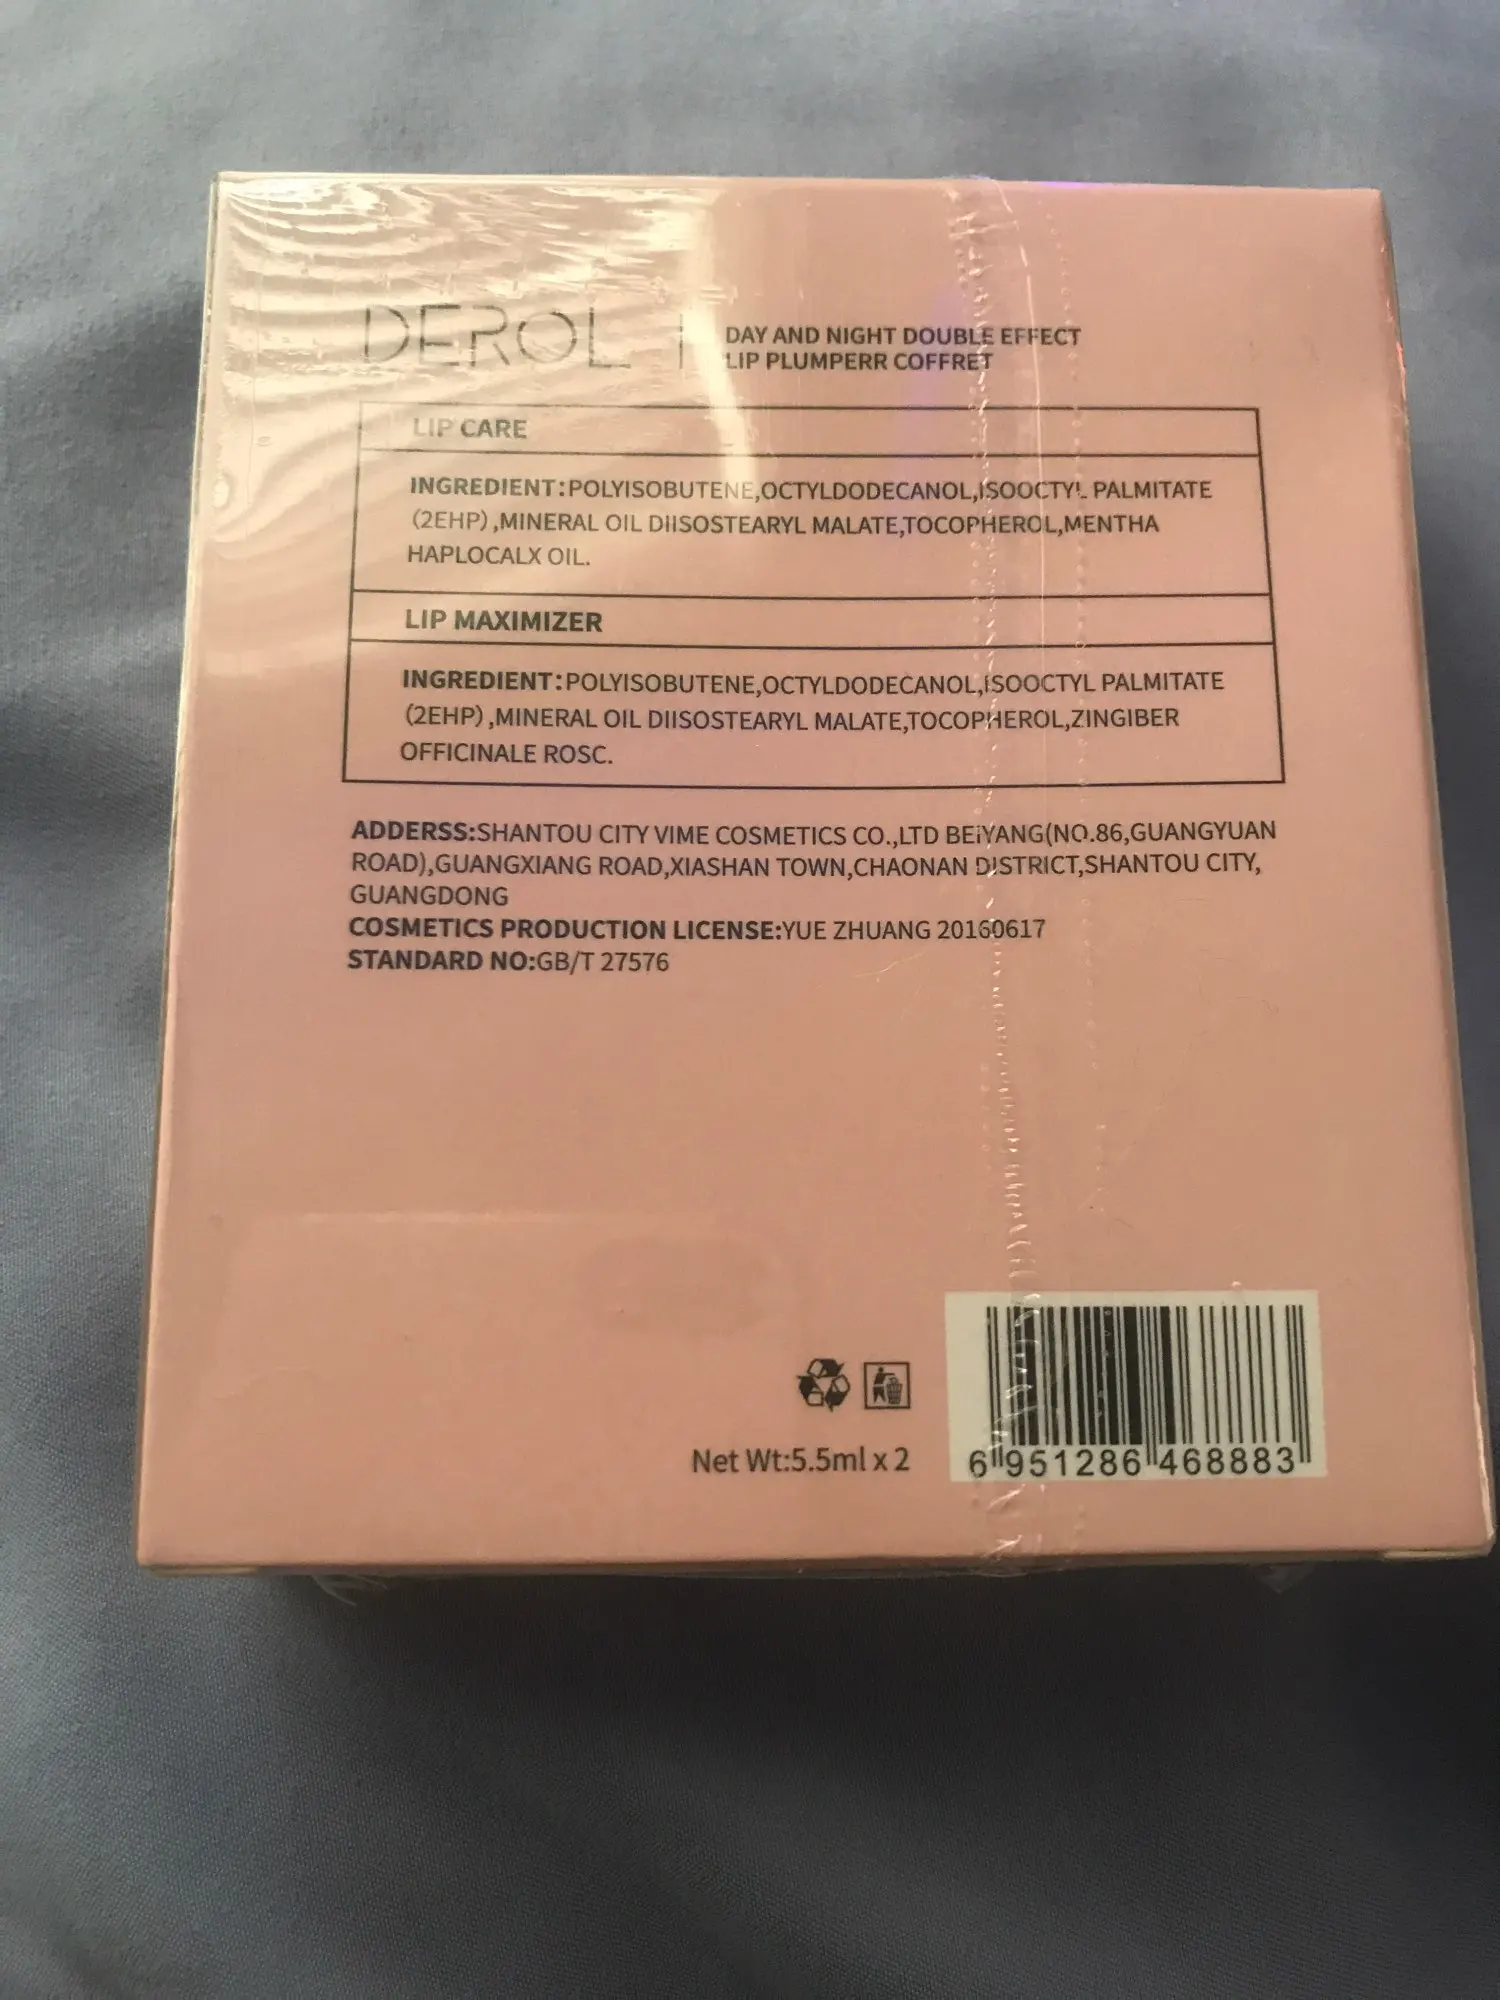 DEROL | DAY AND NIGHT DOUBLE EFFECT
LIP PLUMPERR COFFRET
LIP CARE
INGREDIENT:POLYISOBUTENE,OCTYLDODECANOL,ISOOCTYL PALMITATE
(2EHP),MINERAL OIL DIISOSTEARYL MALATE,TOCOPHEROL,MENTHA
HAPLOCALX OIL.
LIP MAXIMIZER
INGREDIENT:POLYISOBUTENE,OCTYLDODECANOL,ISOOCTYL PALMITATE
(2EHP),MINERAL OIL DIISOSTEARYL MALATE,TOCOPHEROL,ZINGIBER
OFFICINALE ROSC.
ADDERSS:SHANTOU CITY VIME COSMETICS CO.,LTD BEIYANG(NO.86,GUANGYUAN
ROAD),GUANGXIANG ROAD,XIASHAN TOWN,CHAONAN DISTRICT,SHANTOU CITY,
GUANGDONG
COSMETICS PRODUCTION LICENSE:YUE ZHUANG 20160617
STANDARD NO:GB/T 27576
Net Wt:5.5ml x 2
6 951286 468883